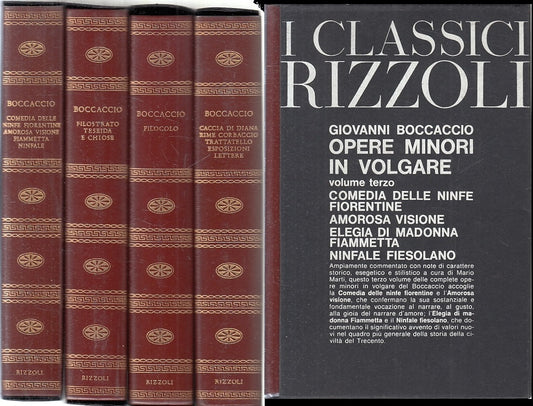 BOCCACCIO
COMEDIA DELLE
NINFE FIORENTINE
AMOROSA VISIONE
FIAMMETTA
NINFALE
RIZZOLI
BOCCACCIO
FILOSTRATO
TESEIDA
E CHIOSE
RIZZOLI
BOCCACCIO
FILOCOLO
RIZZOLI
BOCCACCIO
CACCIA DI DIANA
RIME CORBACCIO
TRATTATELLO
ESPOSIZIONI
LETTERE
RIZZOLI
I CLASSICI
RIZZOLI
GIOVANNI BOCCACCIO
OPERE MINORI
IN VOLGARE
volume terzo
COMEDIA DELLE NINFE
FIORENTINE
AMOROSA VISIONE
ELEGIA DI MADONNA
FIAMMETTA
NINFALE FIESOLANO
Ampiamente commentato con note di carattere
storico, esegetico e stilistico a cura di Mario
Marti, questo terzo volume delle complete ope-
re minori in volgare del Boccaccio accoglie
la Comedia delle ninfe fiorentine e l'Amorosa
visione, che confermano la sua sostanziale e
fondamentale vocazione al narrare, al gusto,
alla gioia del narrare d'amore; l'Elegia di ma-
donna Fiammetta e il Ninfale fiesolano, che do-
cumentano il significativo avvento di valori nuo-
vi nel quadro più generale della storia della ci-
viltà del Trecento.